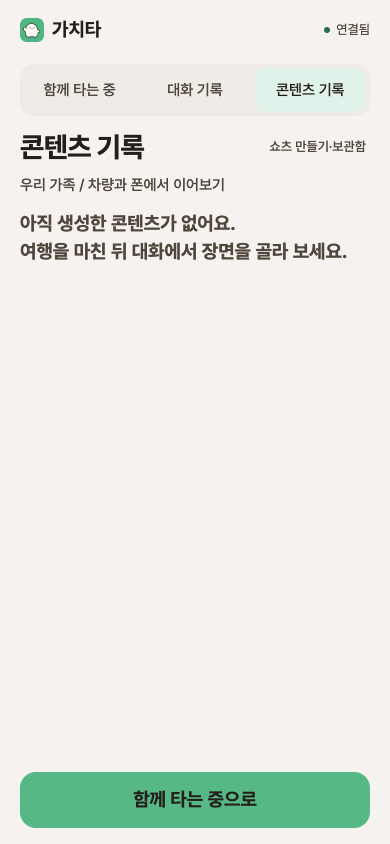 가치타
연결됨
함께 타는 중
대화 기록
콘텐츠 기록
콘텐츠 기록
쇼츠 만들기·보관함
우리 가족 / 차량과 폰에서 이어보기
아직 생성한 콘텐츠가 없어요.
여행을 마친 뒤 대화에서 장면을 골라 보세요.
함께 타는 중으로